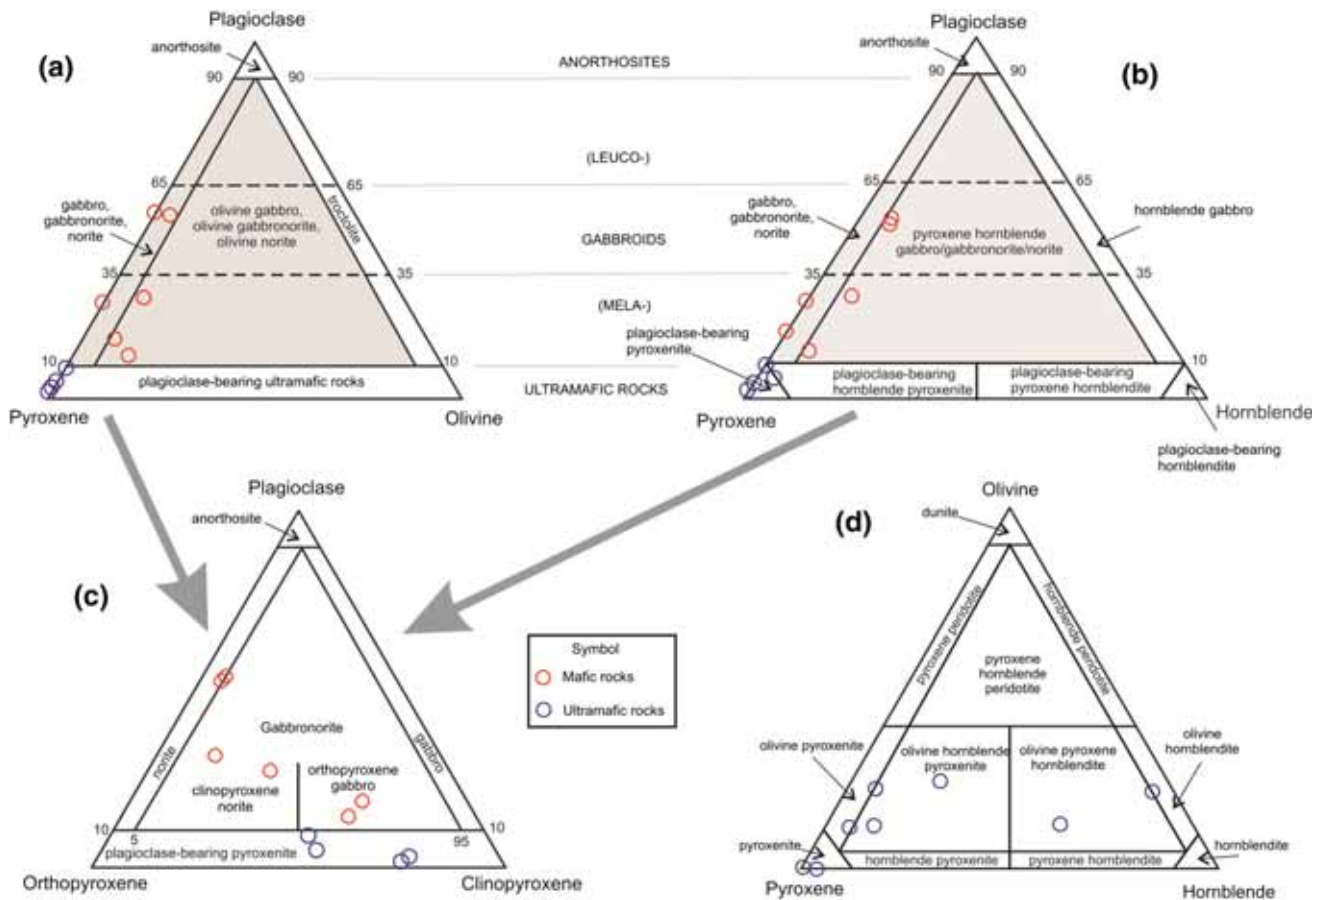 Plagioclase
(a)
anorthosite
90
90
65
65
gabbro,
gabbronorite,
norite
olivine gabbro,
olivine gabbronorite,
olivine norite
troctolite
35
35
10
10
plagioclase-bearing ultramafic rocks
Pyroxene
Olivine
ANORTHOSITES
(LEUCO-)
GABBROIDS
(MELA-)
ULTRAMAFIC ROCKS
Plagioclase
(b)
anorthosite
90
90
65
65
gabbro,
gabbronorite,
norite
pyroxene hornblende
gabbro/gabbronorite/norite
hornblende gabbro
35
35
plagioclase-bearing
pyroxenite
10
10
plagioclase-bearing
hornblende pyroxenite
plagioclase-bearing
pyroxene hornblendite
Pyroxene
Hornblende
plagioclase-bearing
hornblendite
Plagioclase
(c)
anorthosite
norite
Gabbronorite
gabbro
clinopyroxene
norite
orthopyroxene
gabbro
10
5
95
10
plagioclase-bearing pyroxenite
Orthopyroxene
Clinopyroxene
Symbol
Mafic rocks
Ultramafic rocks
Olivine
(d)
dunite
pyroxene peridotite
hornblende peridotite
pyroxene
hornblende
peridotite
olivine pyroxenite
olivine hornblende
pyroxenite
olivine pyroxene
hornblendite
olivine
hornblendite
pyroxenite
hornblende pyroxenite
pyroxene hornblendite
hornblendite
Pyroxene
Hornblende